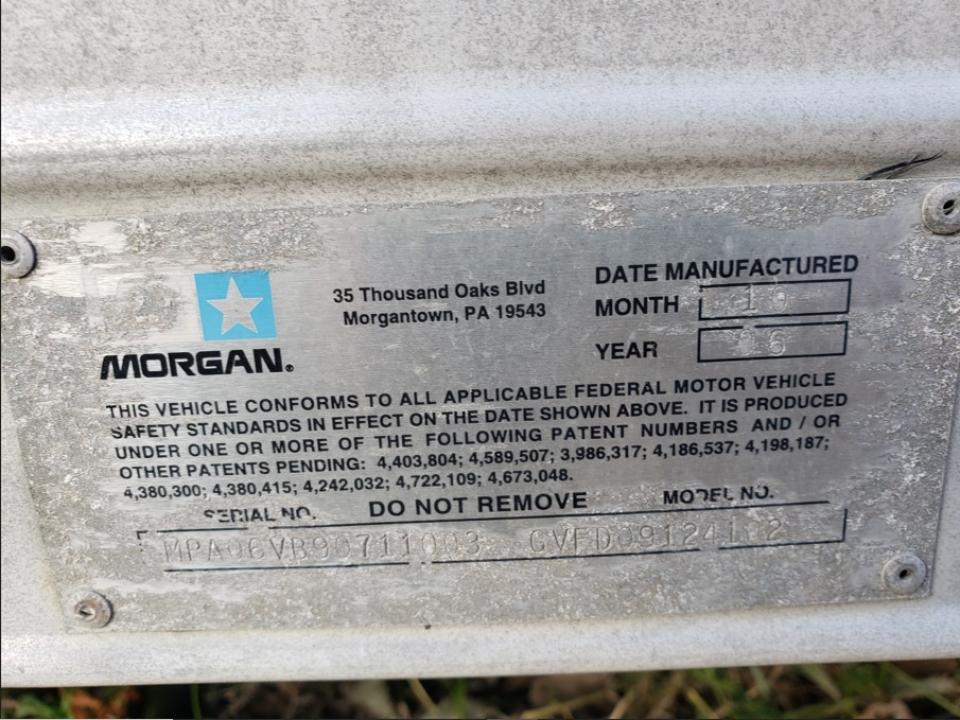 MORGAN®
35 Thousand Oaks Blvd
Morgantown, PA 19543
DATE MANUFACTURED
MONTH 10
YEAR 06
THIS VEHICLE CONFORMS TO ALL APPLICABLE FEDERAL MOTOR VEHICLE
SAFETY STANDARDS IN EFFECT ON THE DATE SHOWN ABOVE. IT IS PRODUCED
UNDER ONE OR MORE OF THE FOLLOWING PATENT NUMBERS AND / OR
OTHER PATENTS PENDING: 4,403,804; 4,589,507; 3,986,317; 4,186,537; 4,198,187;
4,380,300; 4,380,415; 4,242,032; 4,722,109; 4,673,048.
SERIAL NO. DO NOT REMOVE MODEL NO.